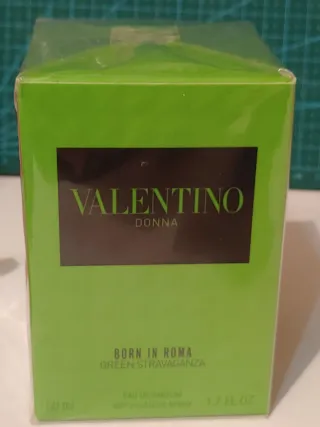 VALENTINO
DONNA
BORN IN ROMA
GREEN STRAVAGANZA
EAU DE PARFUM
1.7 FL OZ